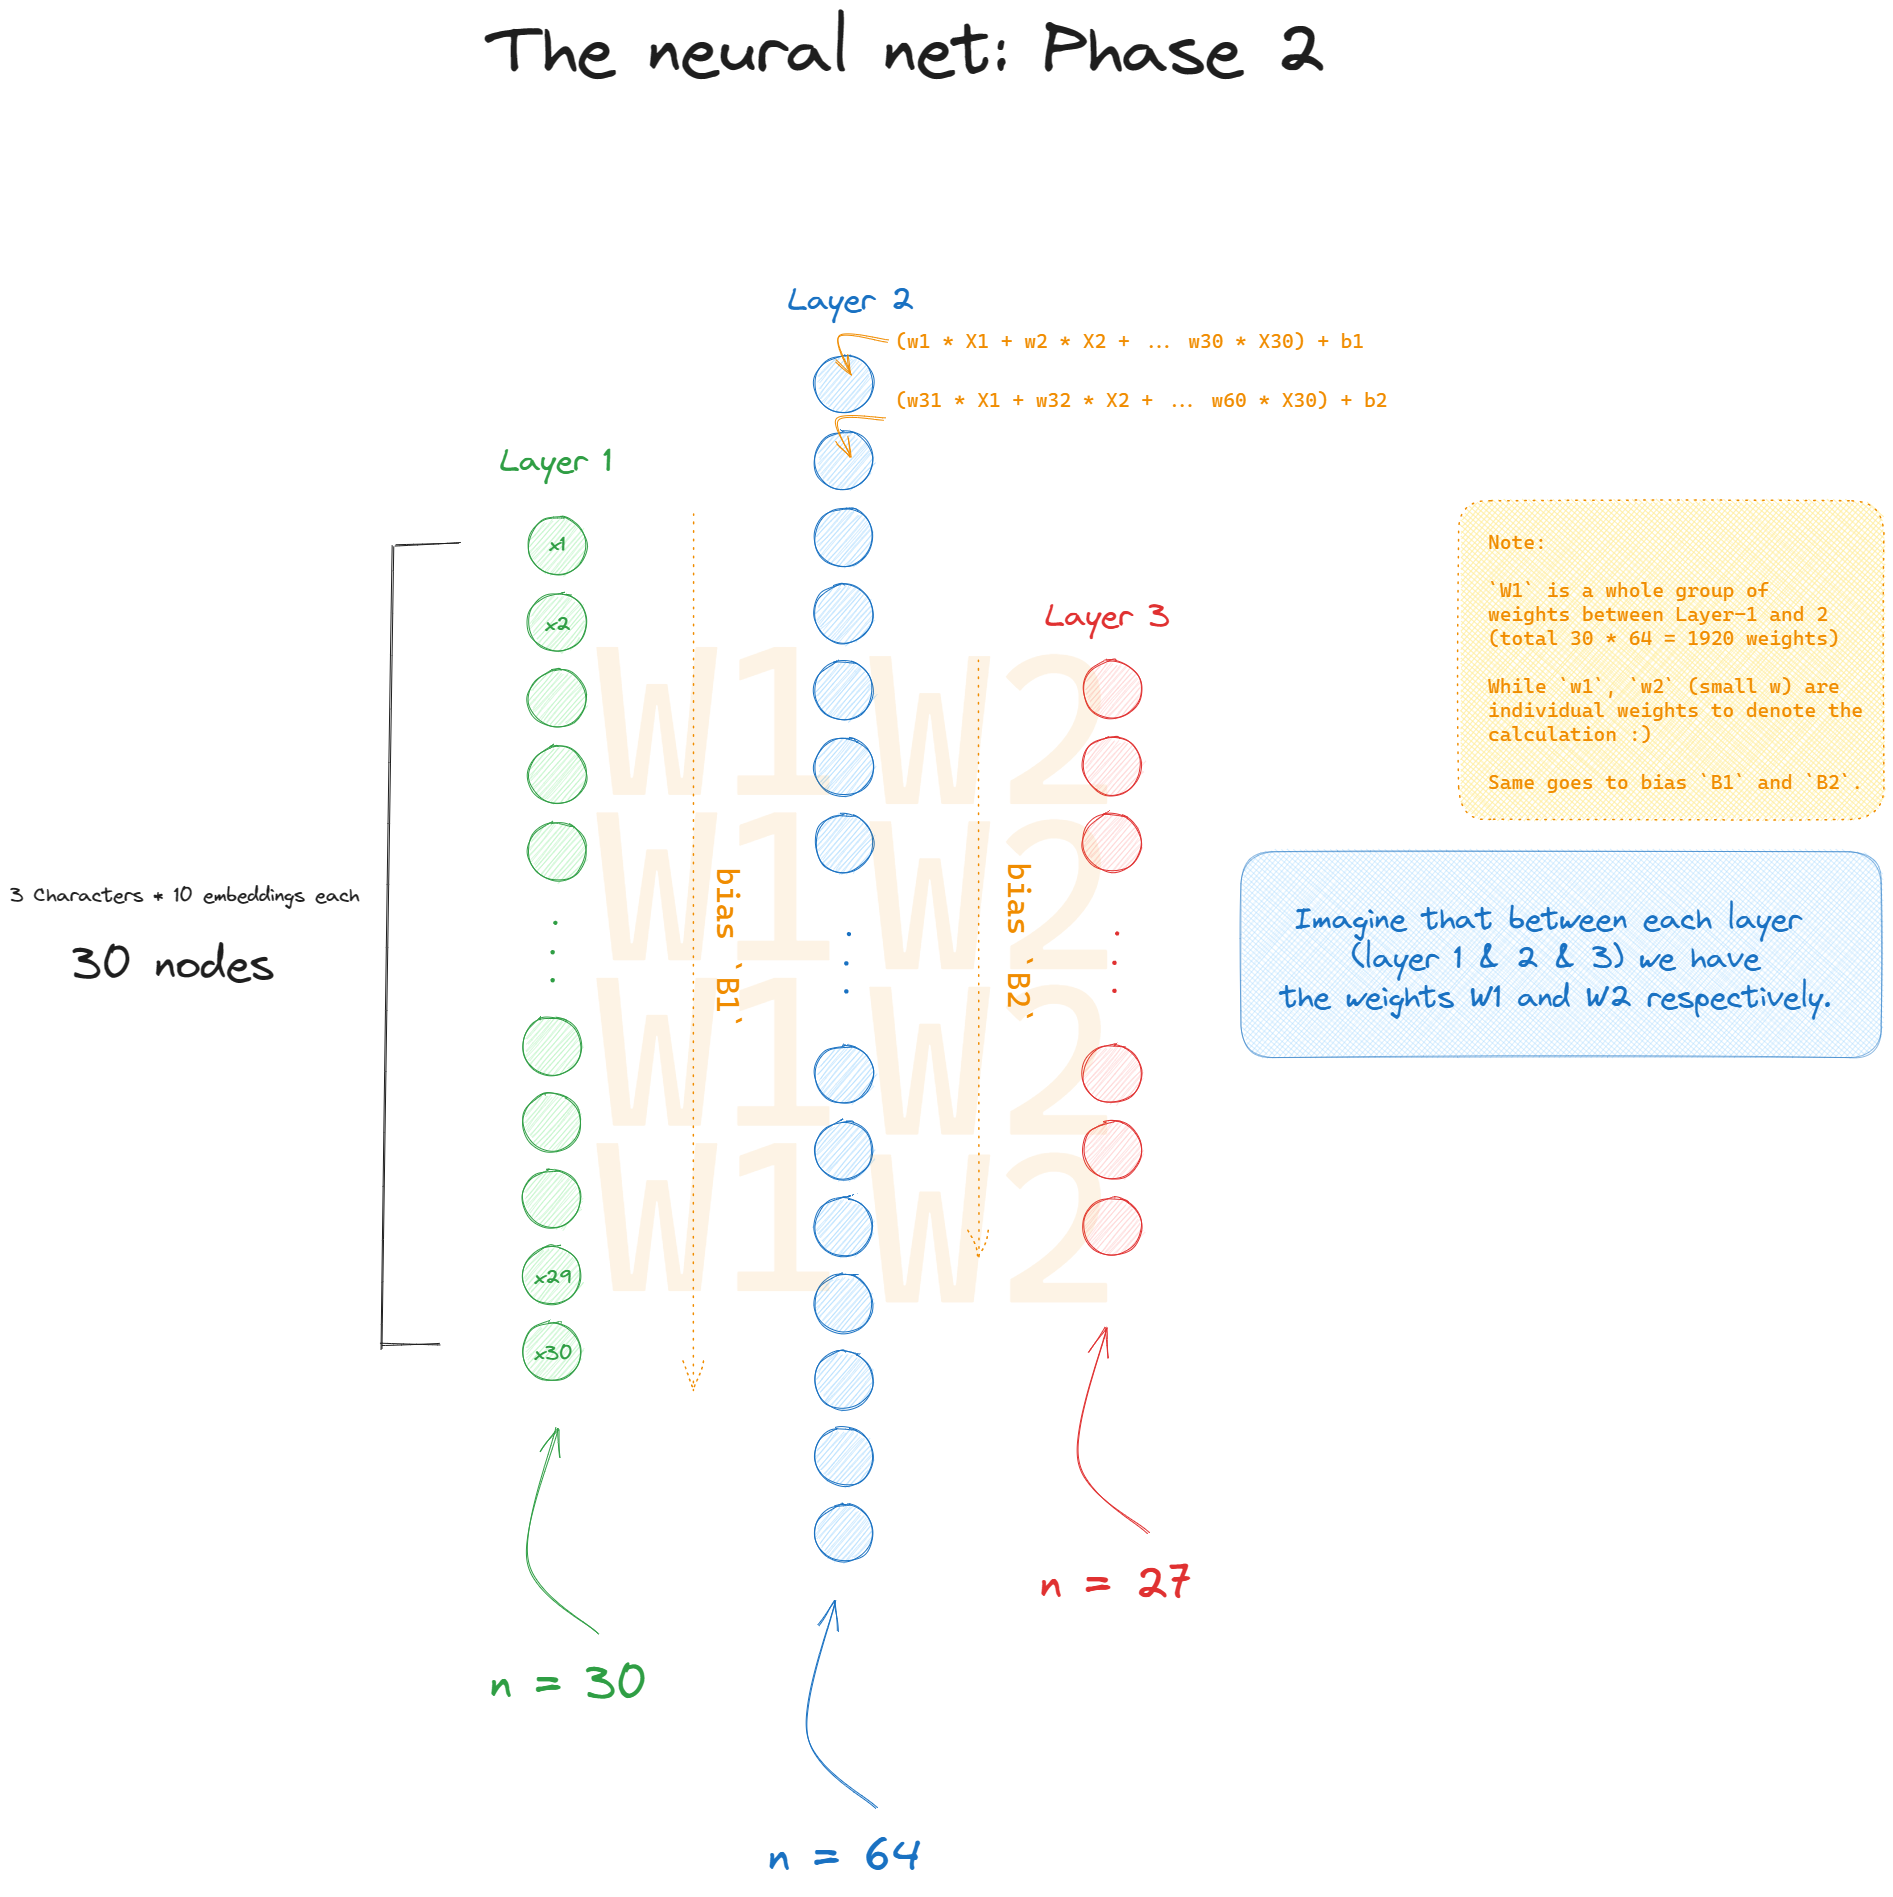 The neural net: Phase 2
Layer 2
(w1 * X1 + w2 * X2 + ... w30 * X30) + b1
(w31 * X1 + w32 * X2 + ... w60 * X30) + b2
Layer 1
x1
x2
x29
x30
3 Characters * 10 embeddings each
30 nodes
W1
W1
W1
W1
bias `B1`
W2
W2
W2
W2
bias `B2`
Layer 3
Note:
`W1` is a whole group of
weights between Layer-1 and 2
(total 30 * 64 = 1920 weights)
While `w1`, `w2` (small w) are
individual weights to denote the
calculation :)
Same goes to bias `B1` and `B2`.
Imagine that between each layer
(layer 1 & 2 & 3) we have
the weights W1 and W2 respectively.
n = 27
n = 30
n = 64